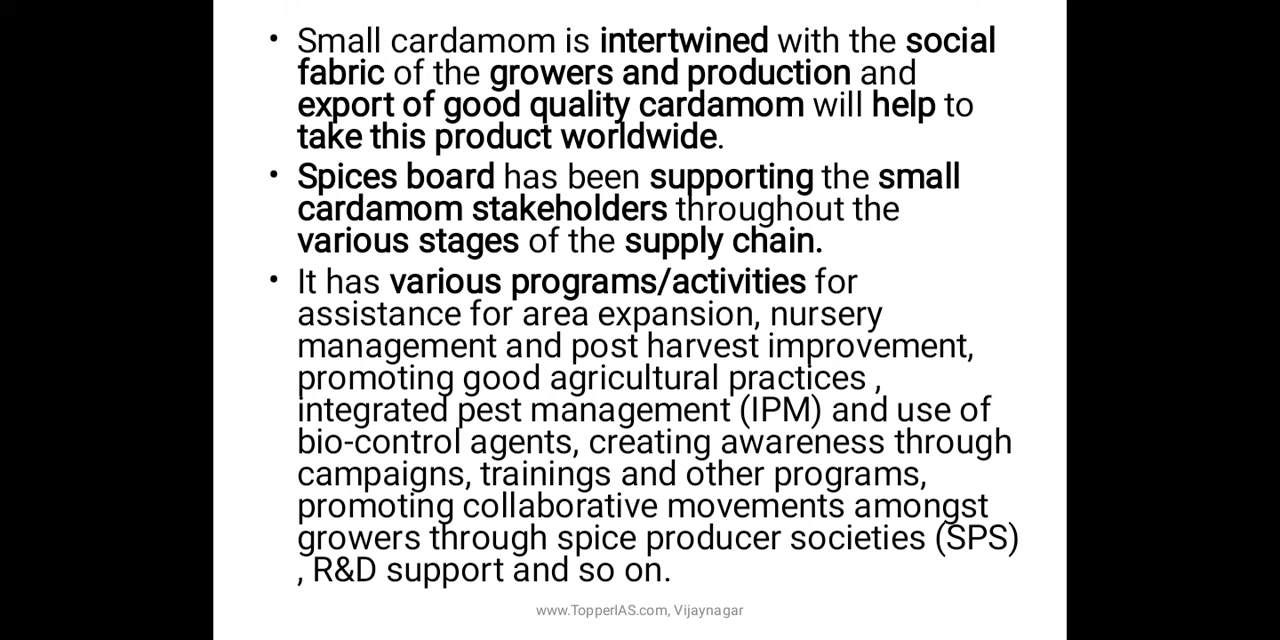 • Small cardamom is intertwined with the social
fabric of the growers and production and
export of good quality cardamom will help to
take this product worldwide.
• Spices board has been supporting the small
cardamom stakeholders throughout the
various stages of the supply chain.
• It has various programs/activities for
assistance for area expansion, nursery
management and post harvest improvement,
promoting good agricultural practices ,
integrated pest management (IPM) and use of
bio-control agents, creating awareness through
campaigns, trainings and other programs,
promoting collaborative movements amongst
growers through spice producer societies (SPS)
, R&D support and so on.
www.TopperIAS.com, Vijaynagar